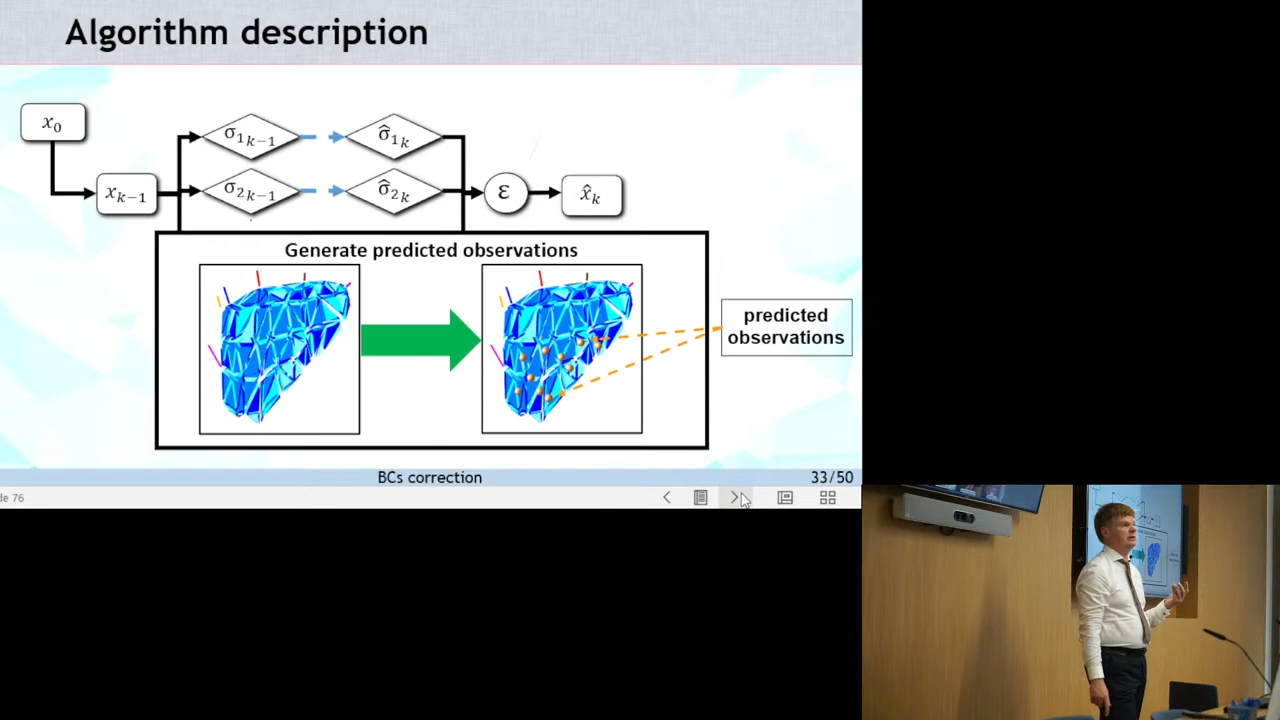 Algorithm description
x₀
xₖ₋₁
σ₁ₖ₋₁
σ̂₁ₖ
σ₂ₖ₋₁
σ̂₂ₖ
ε
x̂ₖ
Generate predicted observations
predicted
observations
BCs correction
33/50
de 76